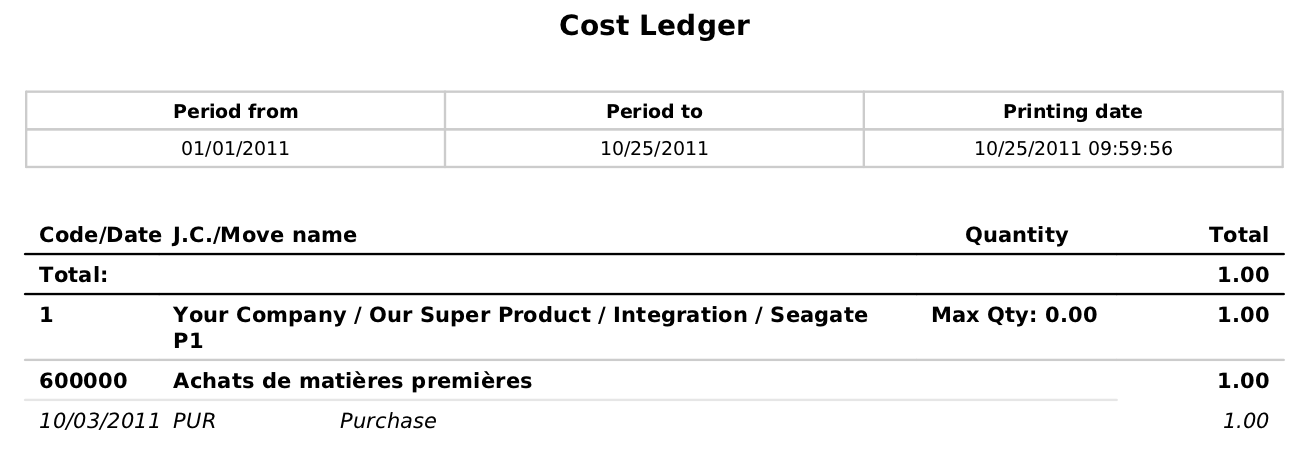 Cost Ledger
Period from Period to Printing date
01/01/2011 10/25/2011 10/25/2011 09:59:56
Code/Date J.C./Move name Quantity Total
Total: 1.00
1 Your Company / Our Super Product / Integration / Seagate Max Qty: 0.00 1.00
P1
600000 Achats de matières premières 1.00
10/03/2011 PUR Purchase 1.00